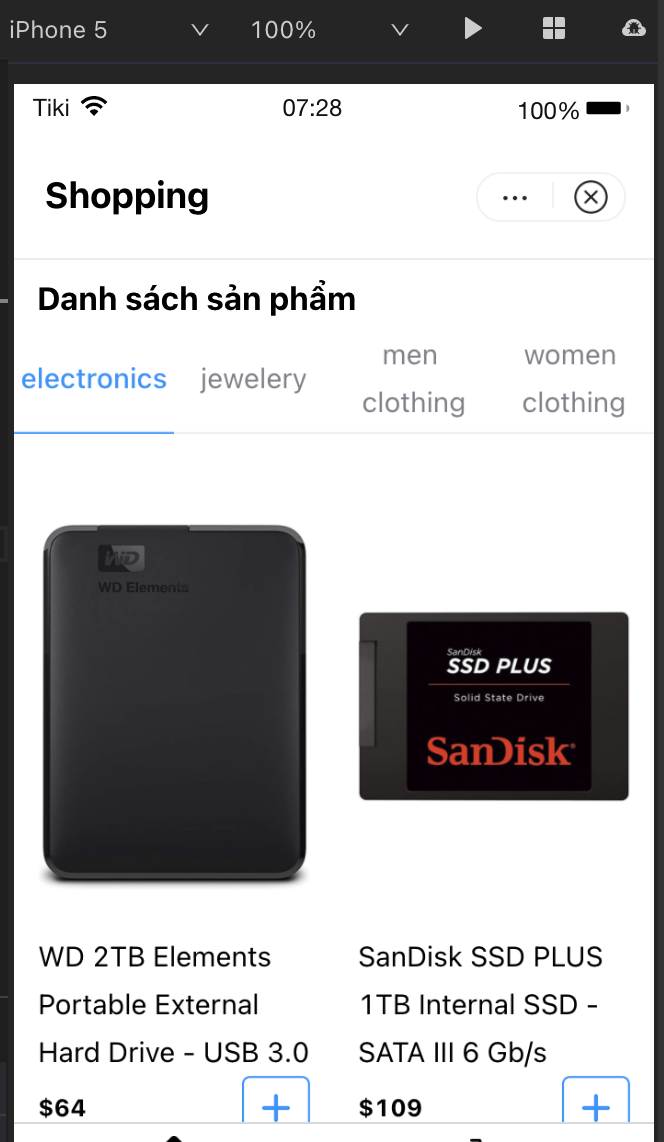 iPhone 5 100%
Tiki 07:28 100%
Shopping
Danh sách sản phẩm
electronics jewelery men clothing women clothing
WD
WD Elements
SanDisk
SSD PLUS
Solid State Drive
SanDisk
WD 2TB Elements
Portable External
Hard Drive - USB 3.0
$64
SanDisk SSD PLUS
1TB Internal SSD -
SATA III 6 Gb/s
$109